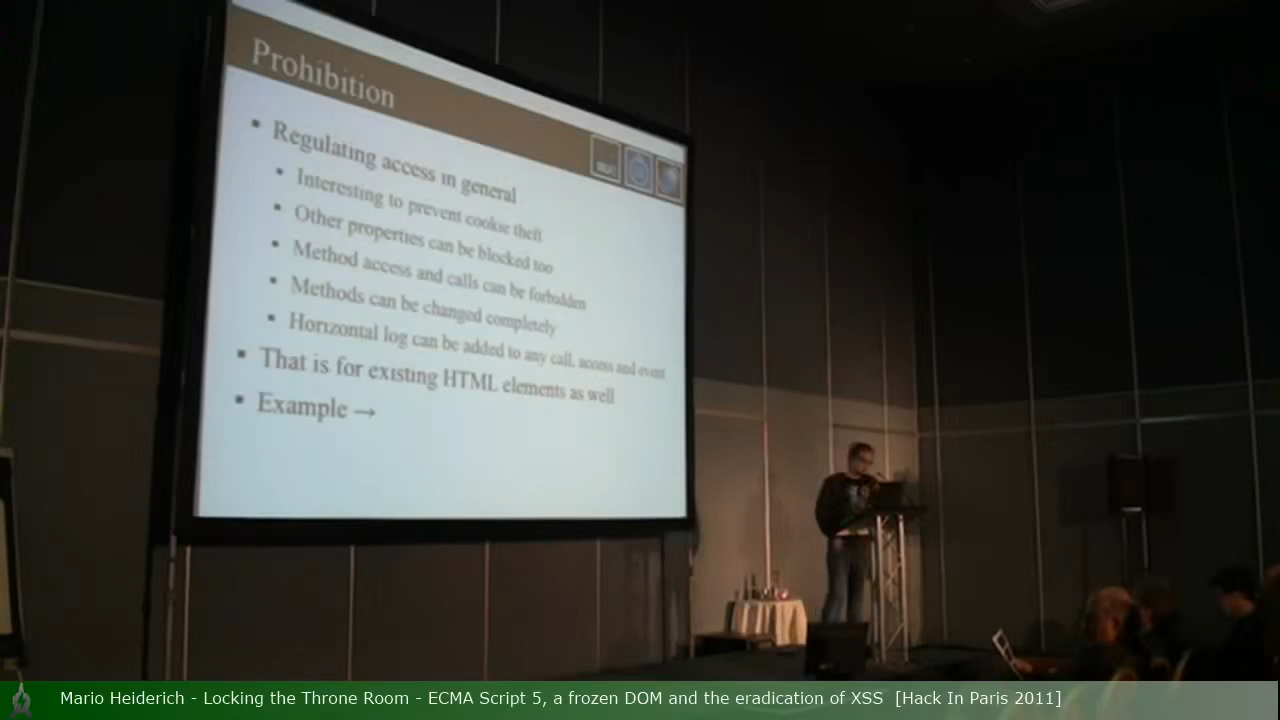 Prohibition
Regulating access in general
Interesting to prevent cookie theft
Other properties can be blocked too
Method access and calls can be forbidden
Methods can be changed completely
Horizontal log can be added to any call, access and event
That is for existing HTML elements as well
Example →
Mario Heiderich - Locking the Throne Room - ECMA Script 5, a frozen DOM and the eradication of XSS [Hack In Paris 2011]